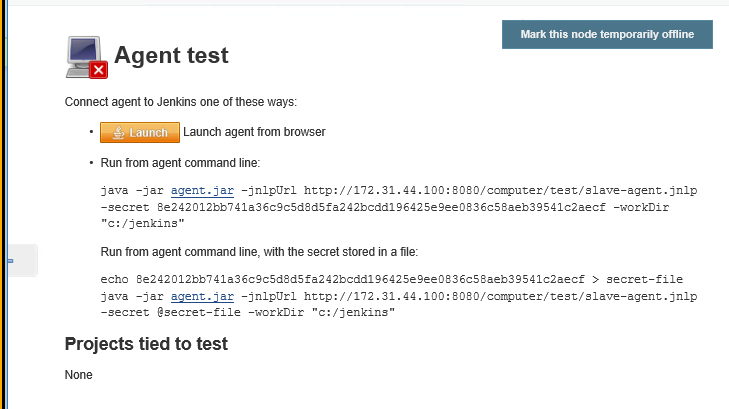 Mark this node temporarily offline
Agent test
Connect agent to Jenkins one of these ways:
• Launch Launch agent from browser
• Run from agent command line:
java -jar agent.jar -jnlpUrl http://172.31.44.100:8080/computer/test/slave-agent.jnlp
-secret 8e242012bb741a36c9c5d8d5fa242bcdd196425e9ee0836c58aeb39541c2aecf -workDir
"c:/jenkins"
Run from agent command line, with the secret stored in a file:
echo 8e242012bb741a36c9c5d8d5fa242bcdd196425e9ee0836c58aeb39541c2aecf > secret-file
java -jar agent.jar -jnlpUrl http://172.31.44.100:8080/computer/test/slave-agent.jnlp
-secret @secret-file -workDir "c:/jenkins"
Projects tied to test
None